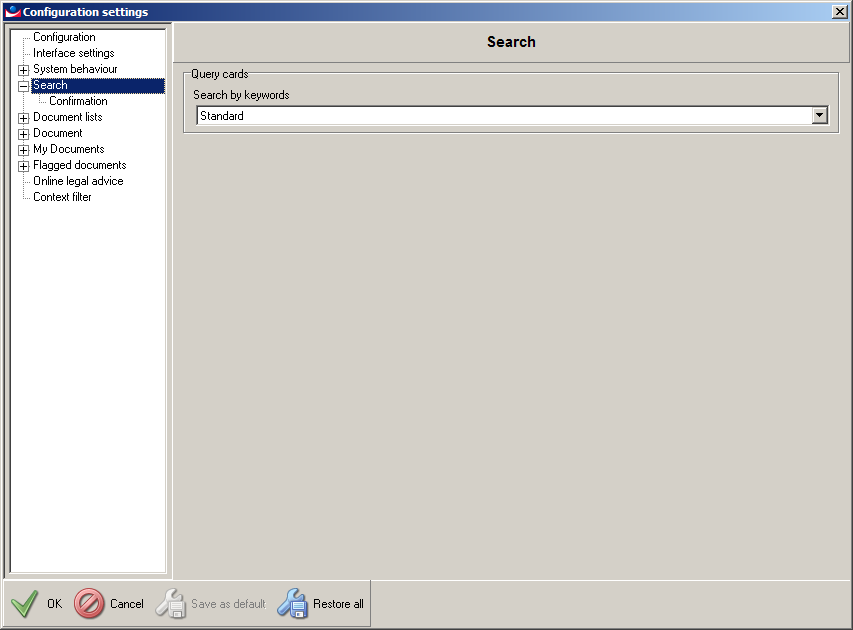 Configuration settings
Configuration
Interface settings
System behaviour
Search
Confirmation
Document lists
Document
My Documents
Flagged documents
Online legal advice
Context filter
Search
Query cards
Search by keywords
Standard
OK
Cancel
Save as default
Restore all